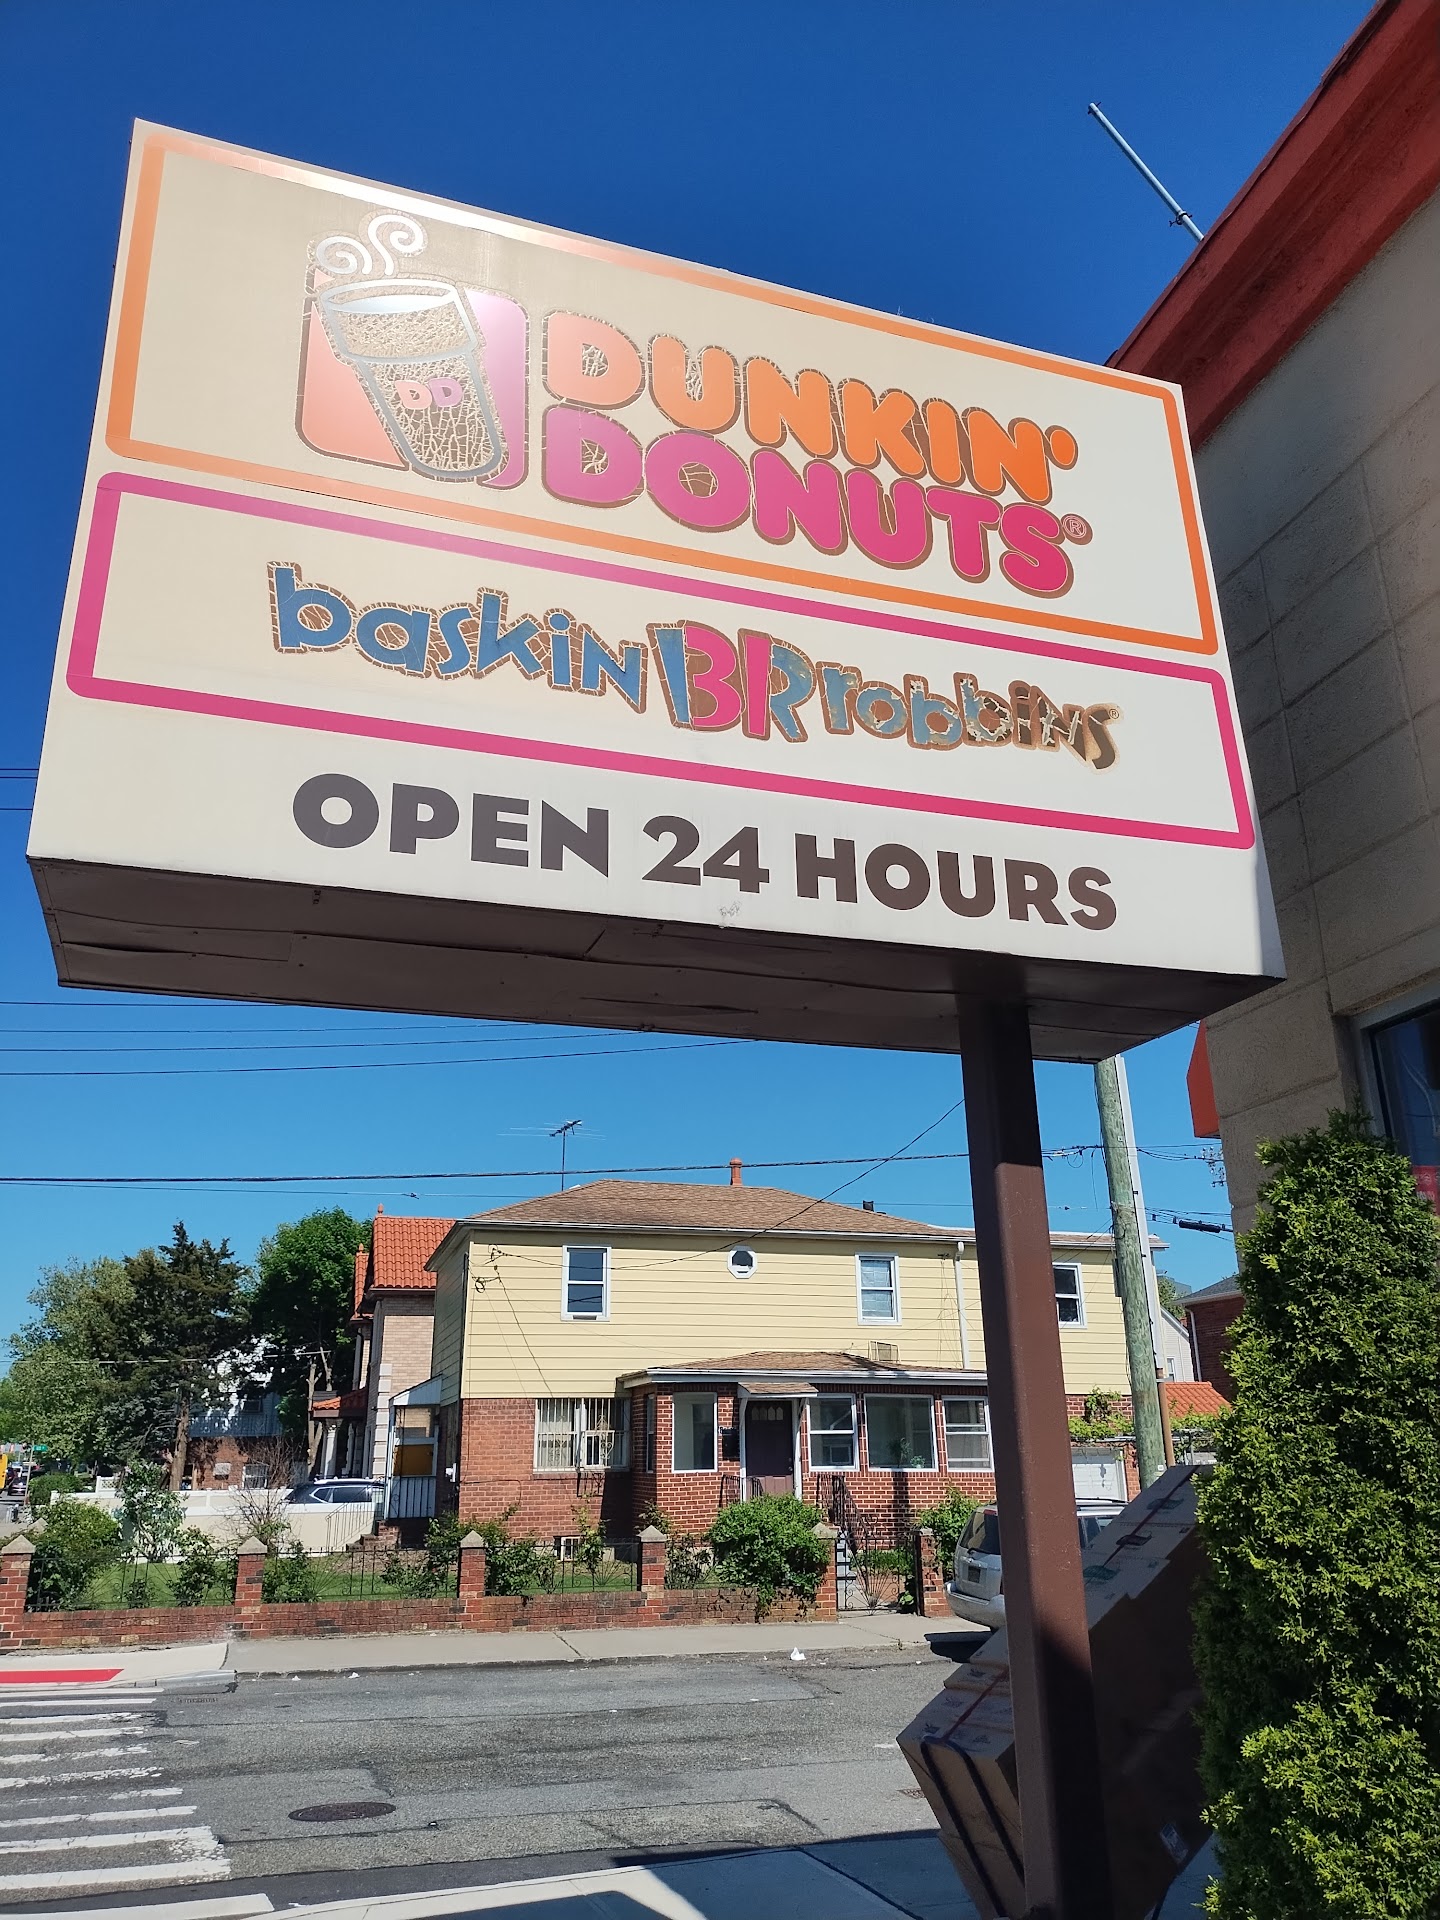 DD
DUNKIN'
DONUTS®
baskin BR robbins®
OPEN 24 HOURS